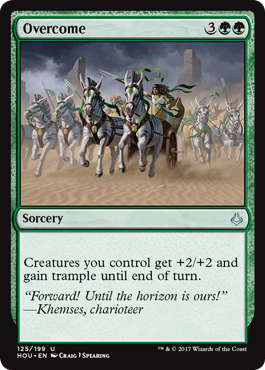 Overcome 3
Sorcery
Creatures you control get +2/+2 and
gain trample until end of turn.
“Forward! Until the horizon is ours!”
—Khemses, charioteer
125/199 U
HOU • EN CRAIG J SPEARING
™ & © 2017 Wizards of the Coast